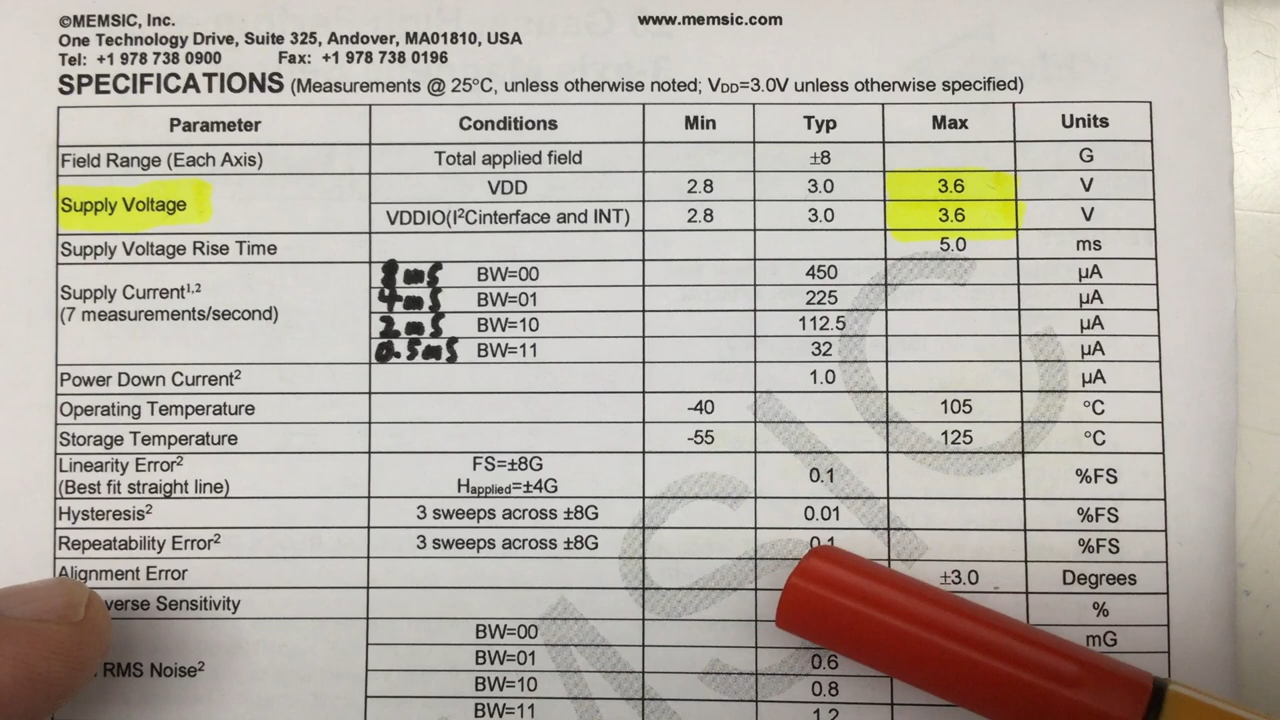 ©MEMSIC, Inc. www.memsic.com
One Technology Drive, Suite 325, Andover, MA01810, USA
Tel: +1 978 738 0900 Fax: +1 978 738 0196
SPECIFICATIONS (Measurements @ 25°C, unless otherwise noted; VDD=3.0V unless otherwise specified)
Parameter Conditions Min Typ Max Units
Field Range (Each Axis) Total applied field ±8 G
Supply Voltage VDD 2.8 3.0 3.6 V
VDDIO(I²Cinterface and INT) 2.8 3.0 3.6 V
Supply Voltage Rise Time 5.0 ms
Supply Current1,2 (7 measurements/second) 8ms BW=00 450 µA
4ms BW=01 225 µA
2ms BW=10 112.5 µA
0.5ms BW=11 32 µA
Power Down Current² 1.0 µA
Operating Temperature -40 105 °C
Storage Temperature -55 125 °C
Linearity Error² FS=±8G
(Best fit straight line) Happlied=±4G 0.1 %FS
Hysteresis² 3 sweeps across ±8G 0.01 %FS
Repeatability Error² 3 sweeps across ±8G 0.1 %FS
Alignment Error ±3.0 Degrees
verse Sensitivity %
RMS Noise² BW=00 mG
BW=01 0.6
BW=10 0.8
BW=11 1.2